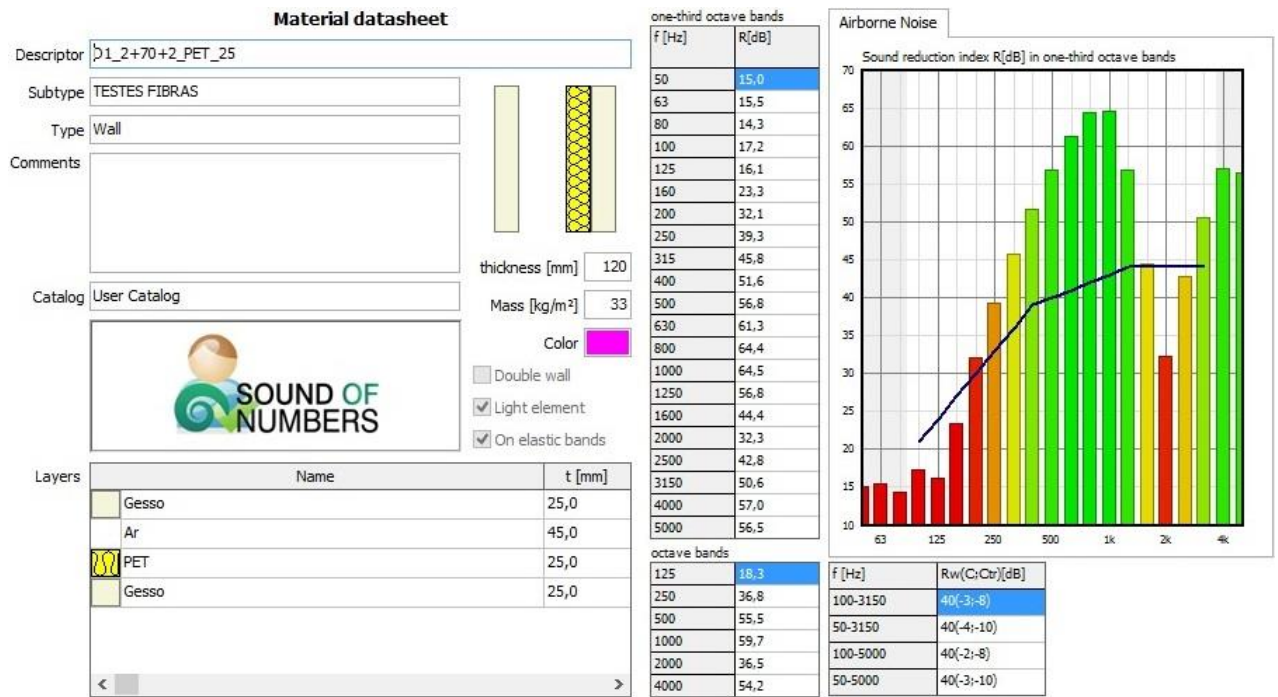 Material datasheet
Descriptor 01_2+70+2_PET_25
Subtype TESTES FIBRAS
Type Wall
Comments
thickness [mm] 120
Catalog User Catalog
Mass [kg/m²] 33
Color
SOUND OF
NUMBERS
Double wall
Light element
On elastic bands
Layers Name t [mm]
Gesso 25,0
Ar 45,0
PET 25,0
Gesso 25,0
one-third octave bands
f [Hz] R[dB]
50 15,0
63 15,5
80 14,3
100 17,2
125 16,1
160 23,3
200 32,1
250 39,3
315 45,8
400 51,6
500 56,8
630 61,3
800 64,4
1000 64,5
1250 56,8
1600 44,4
2000 32,3
2500 42,8
3150 50,6
4000 57,0
5000 56,5
octave bands
125 18,3
250 36,8
500 55,5
1000 59,7
2000 36,5
4000 54,2
Airborne Noise
Sound reduction index R[dB] in one-third octave bands
70
65
60
55
50
45
40
35
30
25
20
15
10
63 125 250 500 1k 2k 4k
f [Hz] Rw(C;Ctr)[dB]
100-3150 40(-3;-8)
50-3150 40(-4;-10)
100-5000 40(-2;-8)
50-5000 40(-3;-10)